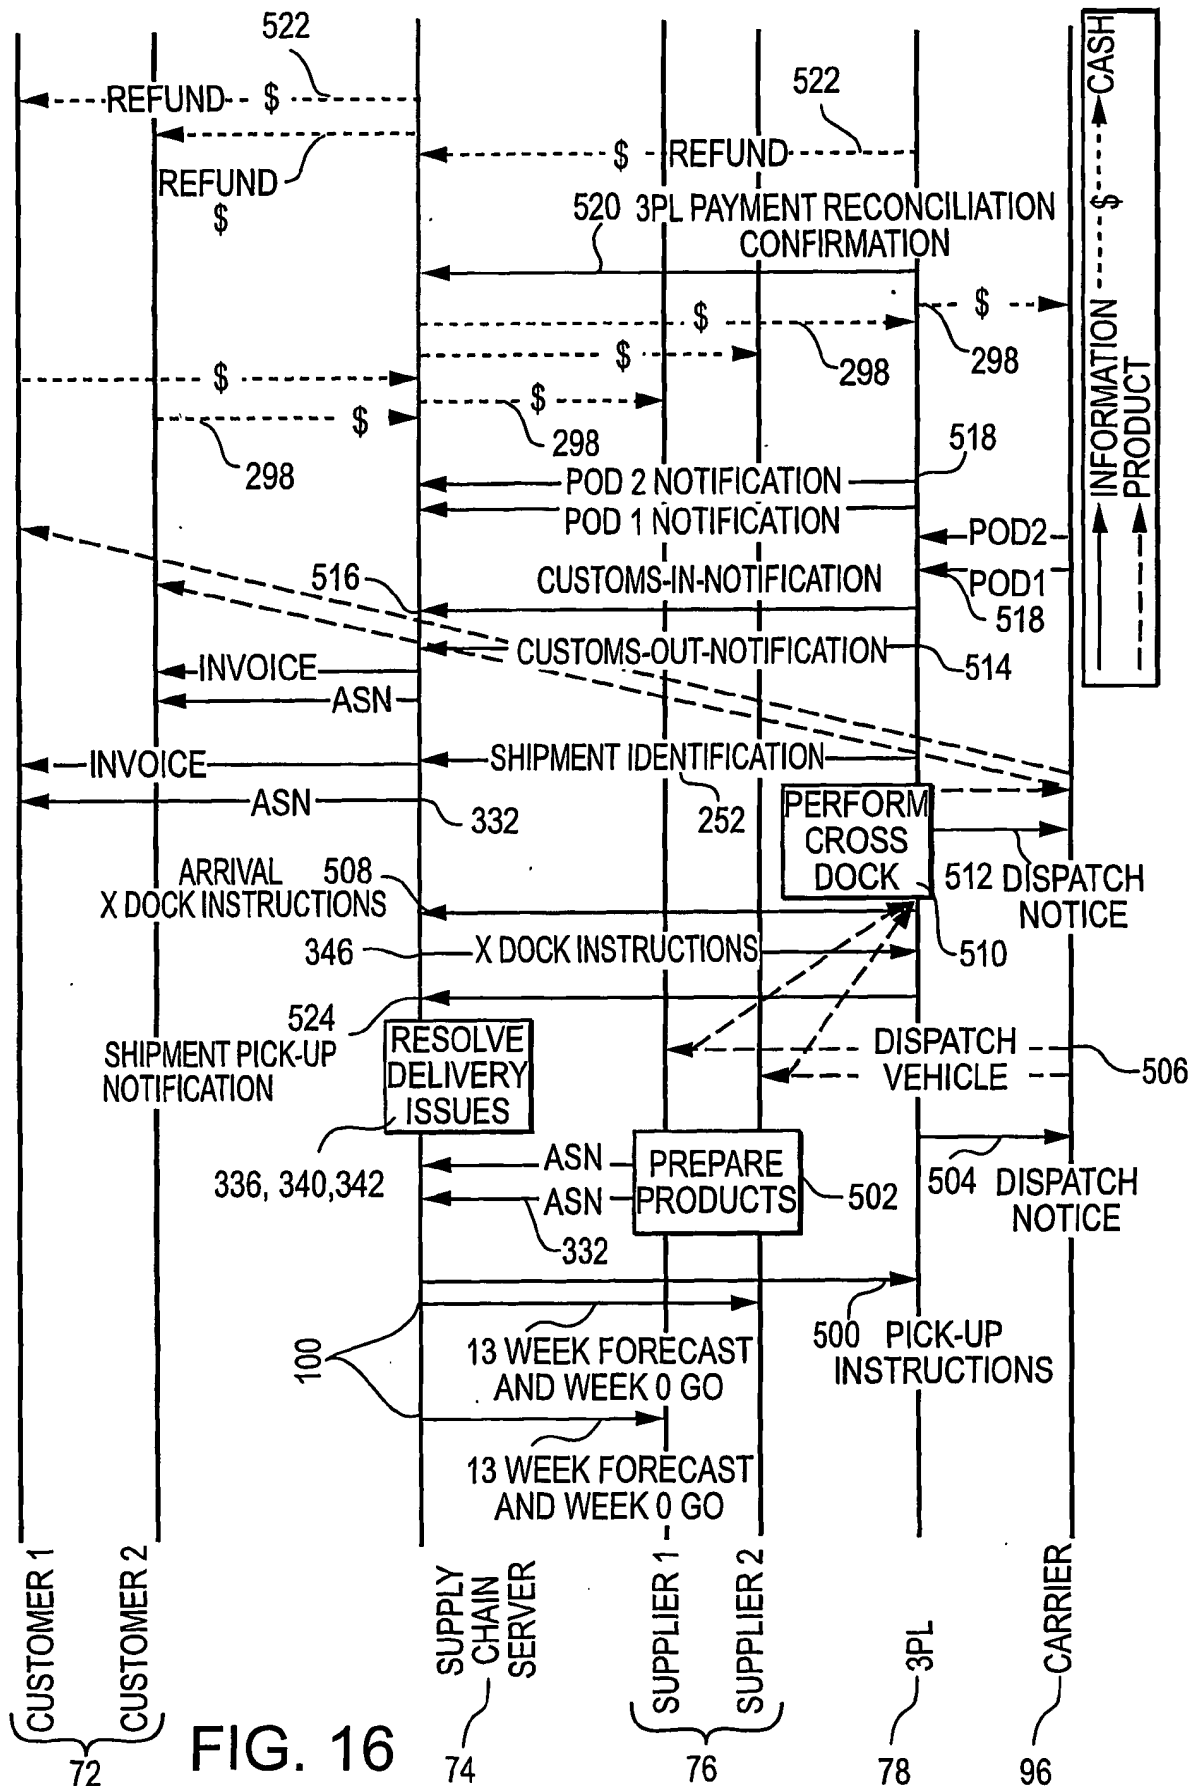 522
REFUND $
522
CASH
$ REFUND
REFUND
$
520 3PL PAYMENT RECONCILIATION
CONFIRMATION
$
$
$
298
298
$
$
$
$
298
298
518
INFORMATION
PRODUCT
POD 2 NOTIFICATION
POD 1 NOTIFICATION
POD2
POD1
518
516
CUSTOMS-IN-NOTIFICATION
CUSTOMS-OUT-NOTIFICATION
514
INVOICE
ASN
INVOICE
SHIPMENT IDENTIFICATION
252
ASN
332
PERFORM
CROSS
DOCK
512 DISPATCH
NOTICE
ARRIVAL 508
X DOCK INSTRUCTIONS
346
X DOCK INSTRUCTIONS
510
524
SHIPMENT PICK-UP
NOTIFICATION
RESOLVE
DELIVERY
ISSUES
DISPATCH
VEHICLE
506
336, 340,342
ASN
ASN
332
PREPARE
PRODUCTS
502
504 DISPATCH
NOTICE
100
13 WEEK FORECAST
AND WEEK 0 GO
500 PICK-UP
INSTRUCTIONS
13 WEEK FORECAST
AND WEEK 0 GO
CUSTOMER 1
CUSTOMER 2
SUPPLY
CHAIN
SERVER
SUPPLIER 1
SUPPLIER 2
3PL
CARRIER
72
FIG. 16
74
76
78
96